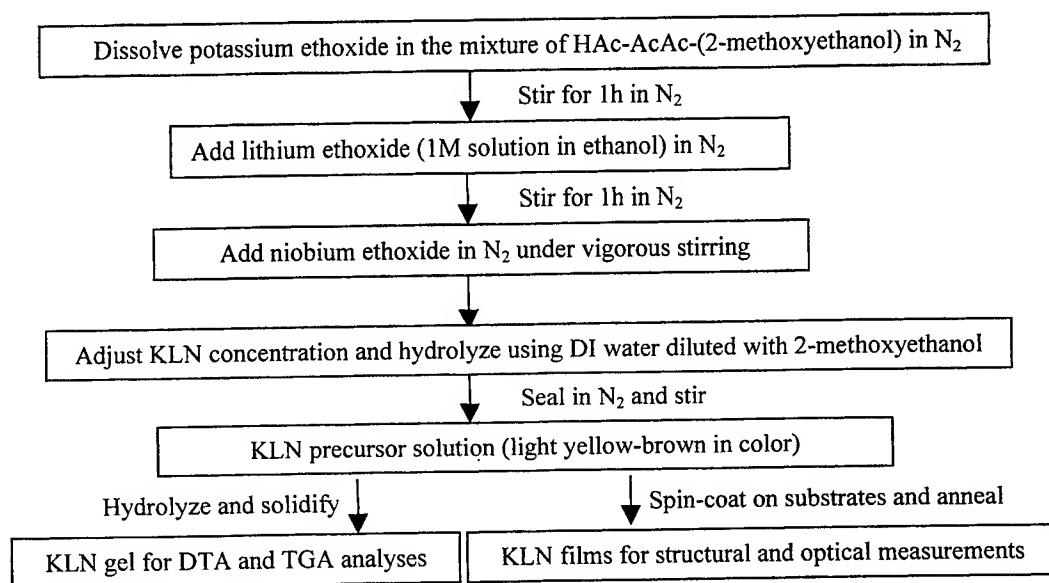 Dissolve potassium ethoxide in the mixture of HAc-AcAc-(2-methoxyethanol) in N₂
Stir for 1h in N₂
Add lithium ethoxide (1M solution in ethanol) in N₂
Stir for 1h in N₂
Add niobium ethoxide in N₂ under vigorous stirring
Adjust KLN concentration and hydrolyze using DI water diluted with 2-methoxyethanol
Seal in N₂ and stir
KLN precursor solution (light yellow-brown in color)
Hydrolyze and solidify
Spin-coat on substrates and anneal
KLN gel for DTA and TGA analyses
KLN films for structural and optical measurements